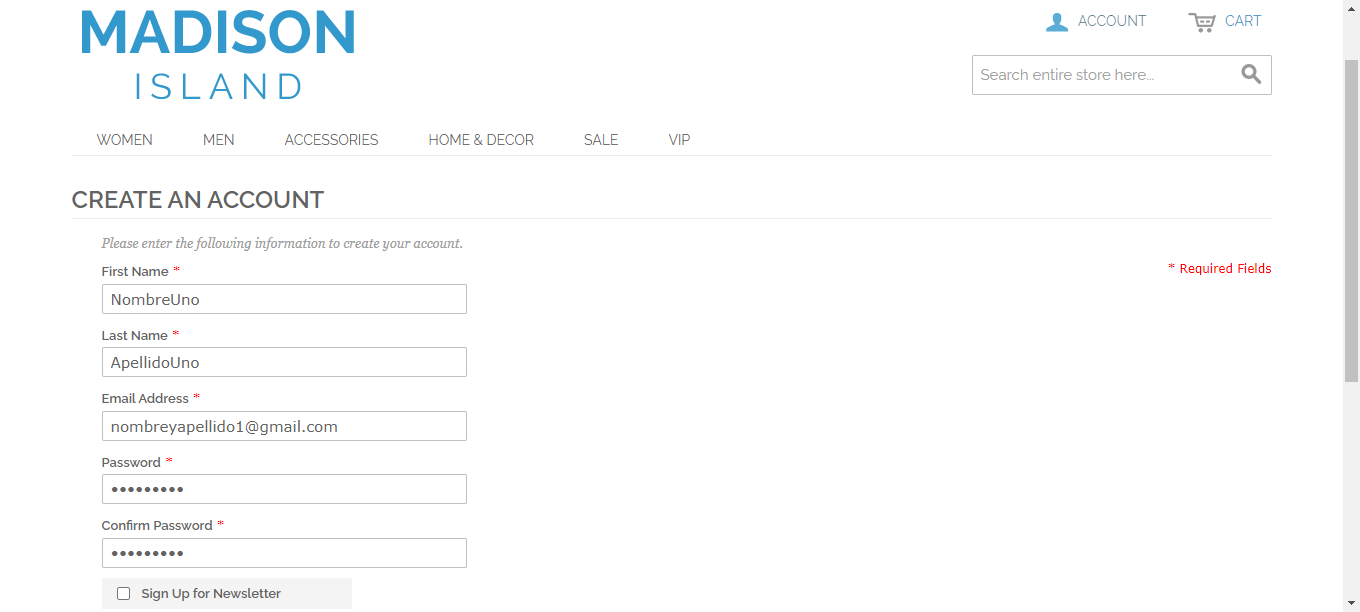 MADISON
ISLAND
ACCOUNT CART
Search entire store here...
WOMEN MEN ACCESSORIES HOME & DECOR SALE VIP
CREATE AN ACCOUNT
Please enter the following information to create your account.
* Required Fields
First Name *
NombreUno
Last Name *
ApellidoUno
Email Address *
nombreyapellido1@gmail.com
Password *
•••••••••
Confirm Password *
•••••••••
Sign Up for Newsletter